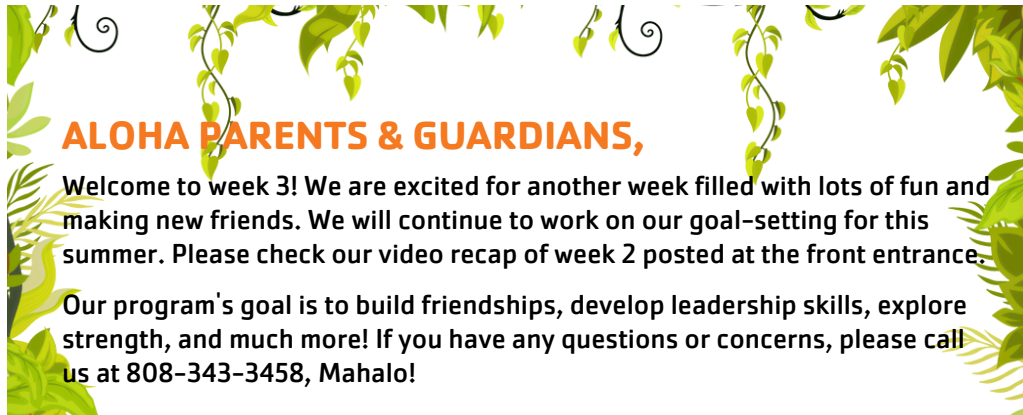 ALOHA PARENTS & GUARDIANS,
Welcome to week 3! We are excited for another week filled with lots of fun and
making new friends. We will continue to work on our goal-setting for this
summer. Please check our video recap of week 2 posted at the front entrance.
Our program's goal is to build friendships, develop leadership skills, explore
strength, and much more! If you have any questions or concerns, please call
us at 808-343-3458, Mahalo!